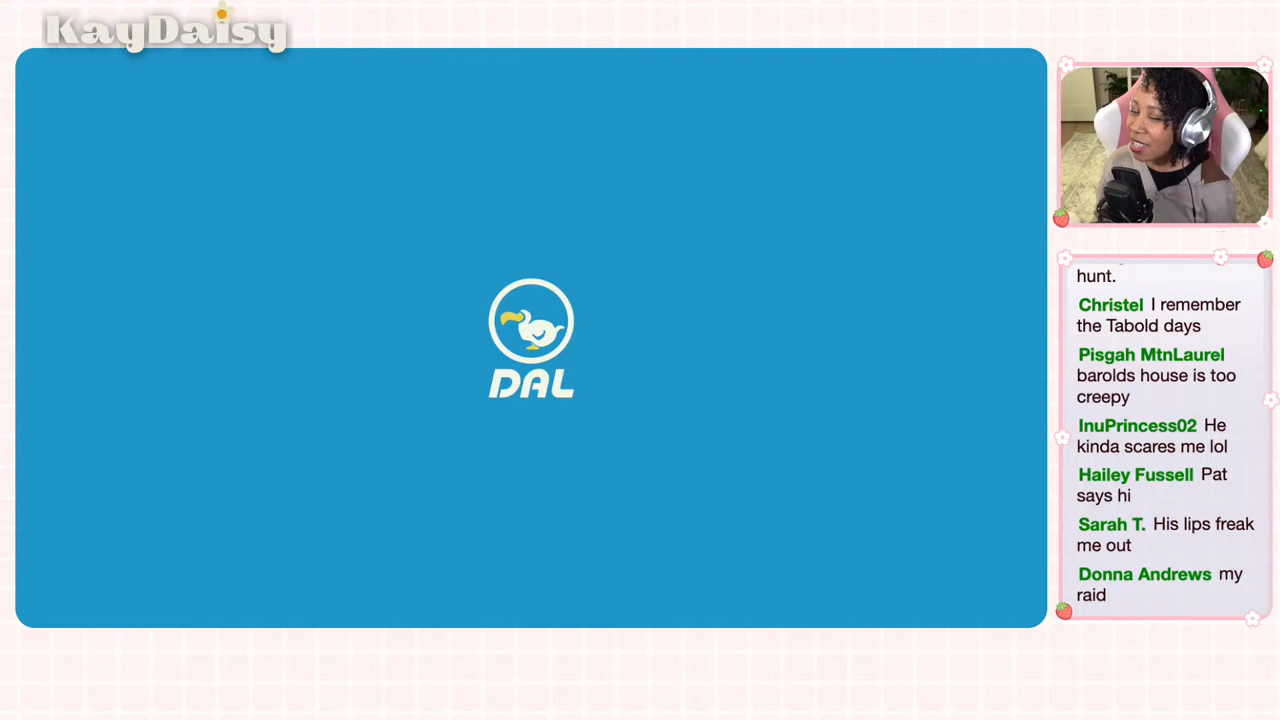 KayDaisy
DAL
hunt.
Christel I remember
the Tabold days
Pisgah MtnLaurel
barolds house is too
creepy
InuPrincess02 He
kinda scares me lol
Hailey Fussell Pat
says hi
Sarah T. His lips freak
me out
Donna Andrews my
raid